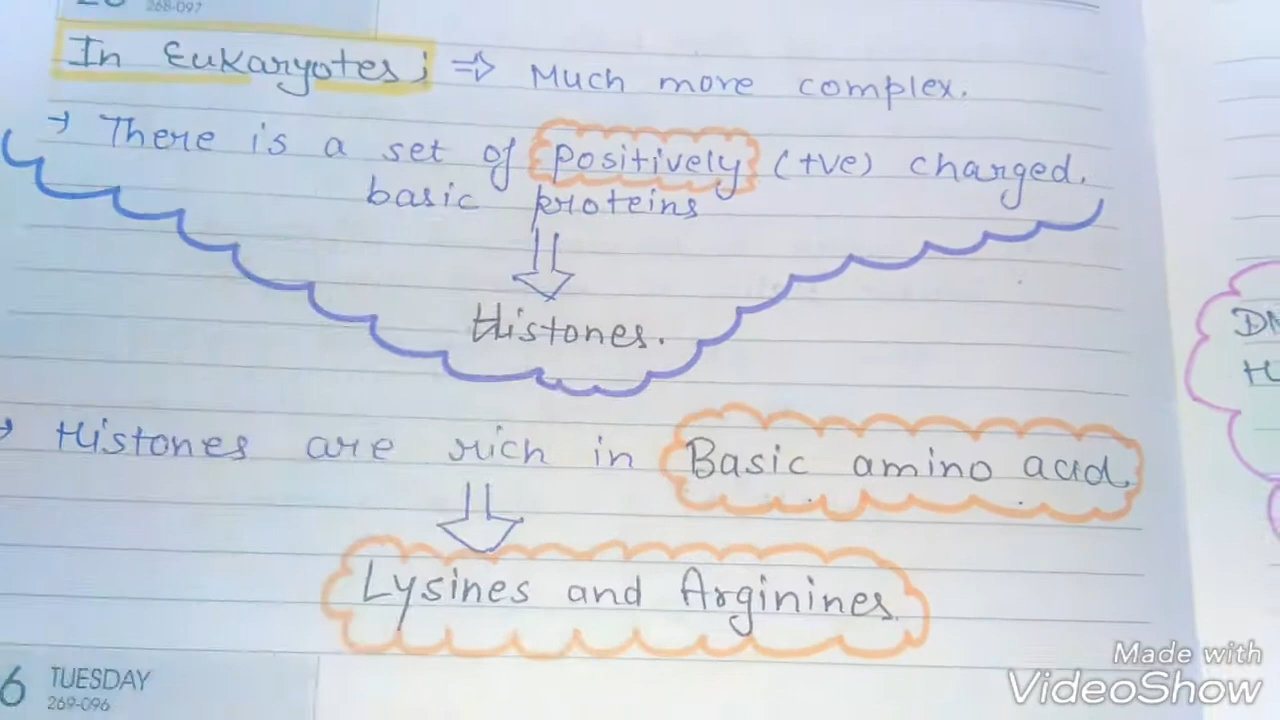 268-097
In Eukaryotes; ⇒ Much more complex.
→ There is a set of positively (+ve) charged.
basic proteins
Histones.
→ Histones are rich in Basic amino acid
Lysines and Arginines.
6 TUESDAY
269-096
Made with
VideoShow